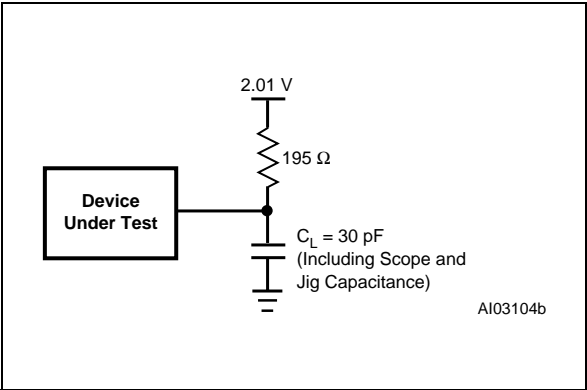 2.01 V
195 Ω
Device
Under Test
C_L = 30 pF
(Including Scope and
Jig Capacitance)
AI03104b